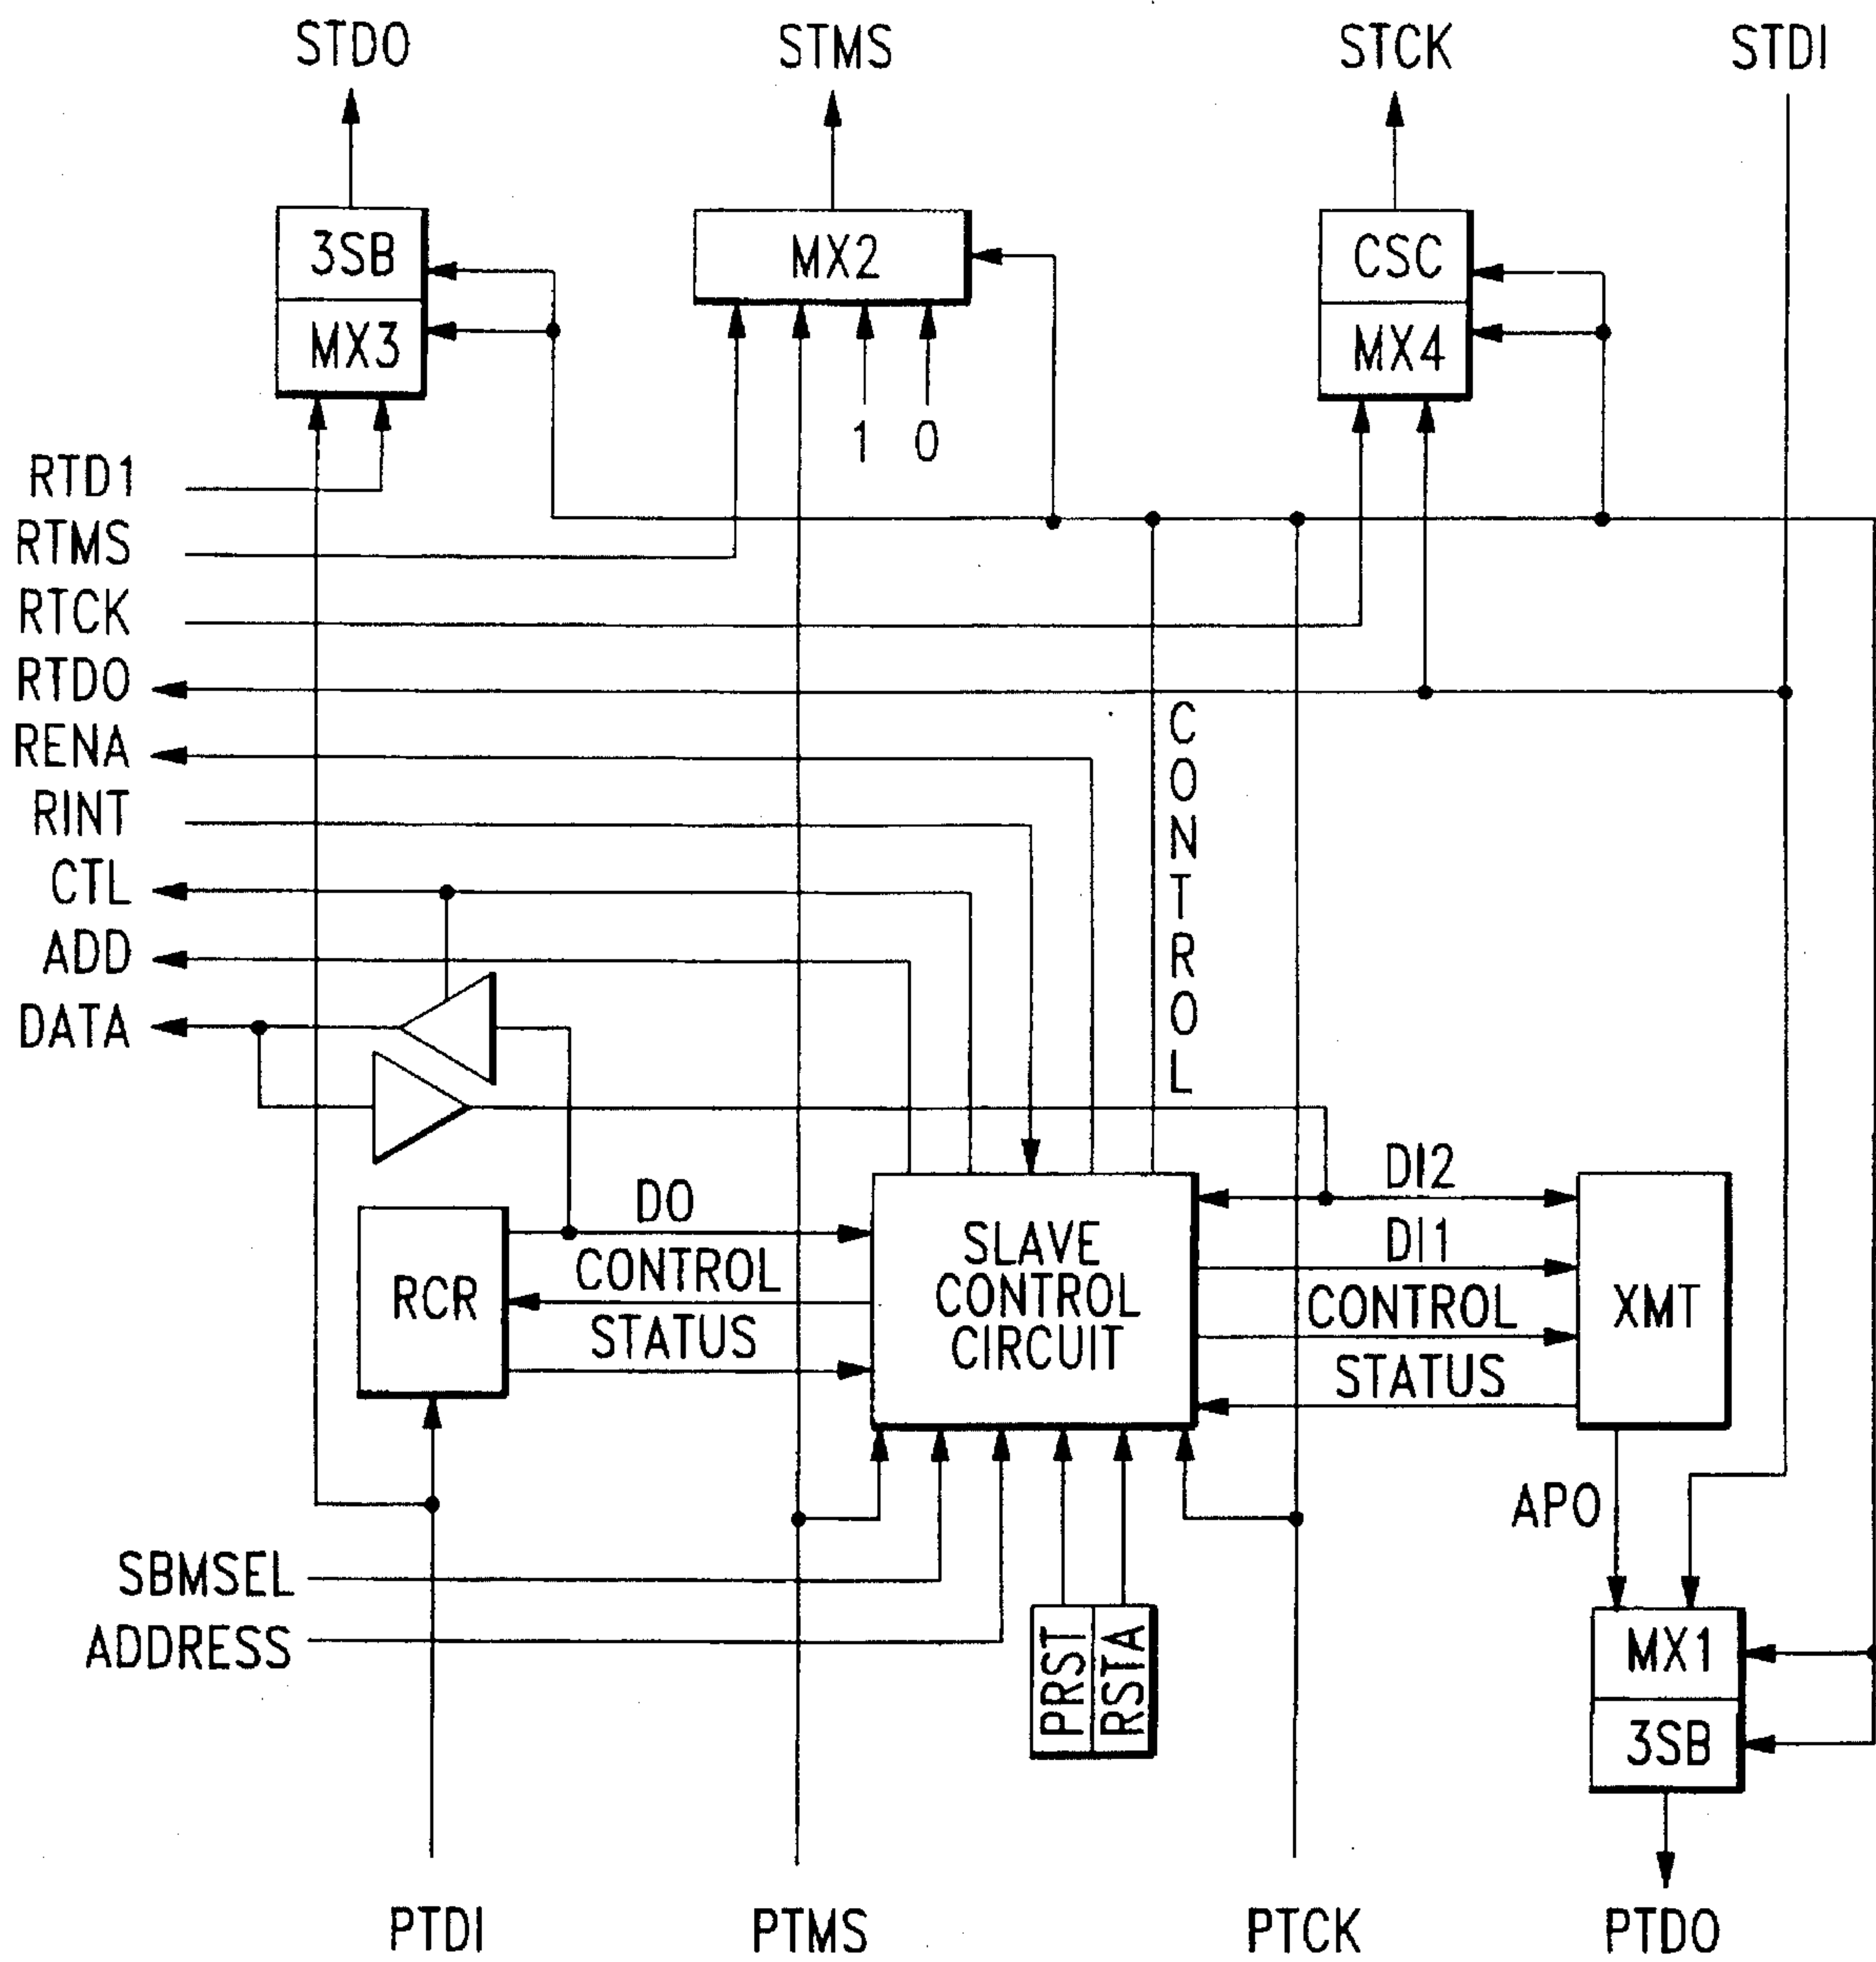 STDO
STMS
STCK
STDI
3SB
MX3
MX2
CSC
MX4
1
0
RTD1
RTMS
RTCK
RTDO
RENA
RINT
CTL
ADD
DATA
CONTROL
RCR
DO
CONTROL
STATUS
SLAVE
CONTROL
CIRCUIT
DI2
DI1
CONTROL
STATUS
XMT
APO
SBMSEL
ADDRESS
PRST
RSTA
MX1
3SB
PTDI
PTMS
PTCK
PTDO